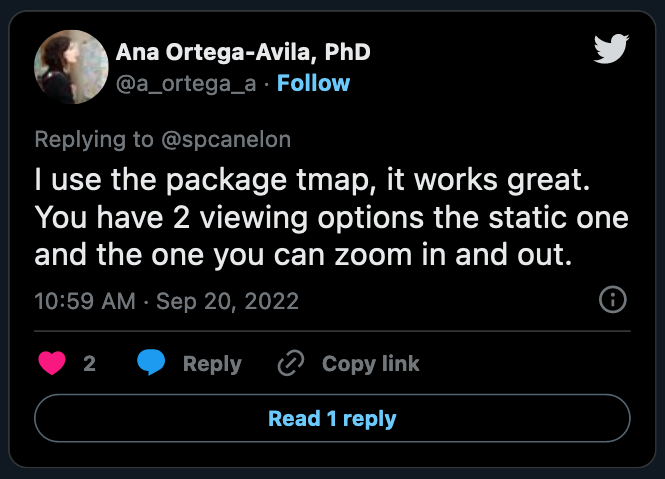 Ana Ortega-Avila, PhD
@a_ortega_a · Follow
Replying to @spcanelon
I use the package tmap, it works great.
You have 2 viewing options the static one
and the one you can zoom in and out.
10:59 AM · Sep 20, 2022
2 Reply Copy link
Read 1 reply